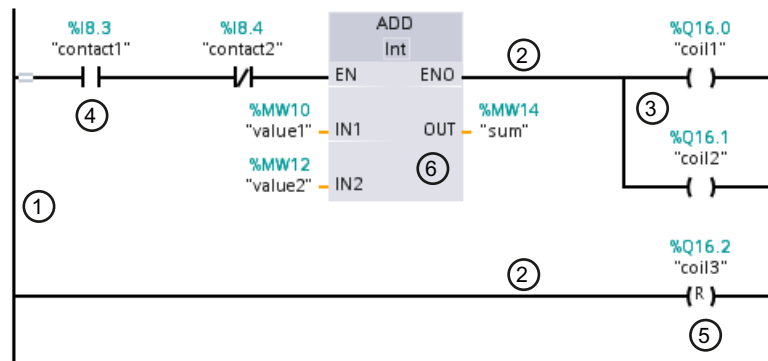 %I8.3
"contact1"
%I8.4
"contact2"
ADD
Int
EN
ENO
%MW10
"value1"
IN1
OUT
%MW14
"sum"
%MW12
"value2"
IN2
%Q16.0
"coil1"
%Q16.1
"coil2"
%Q16.2
"coil3"
R
1
2
3
4
6
2
5